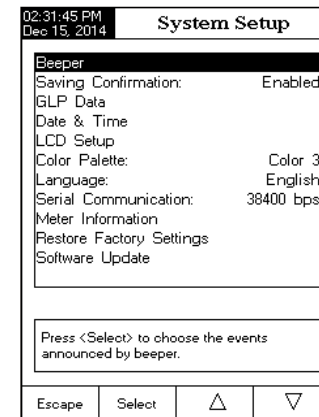 02:31:45 PM
Dec 15, 2014
System Setup
Beeper
Saving Confirmation: Enabled
GLP Data
Date & Time
LCD Setup
Color Palette: Color 3
Language: English
Serial Communication: 38400 bps
Meter Information
Restore Factory Settings
Software Update
Press <Select> to choose the events
announced by beeper.
Escape Select △ ▽